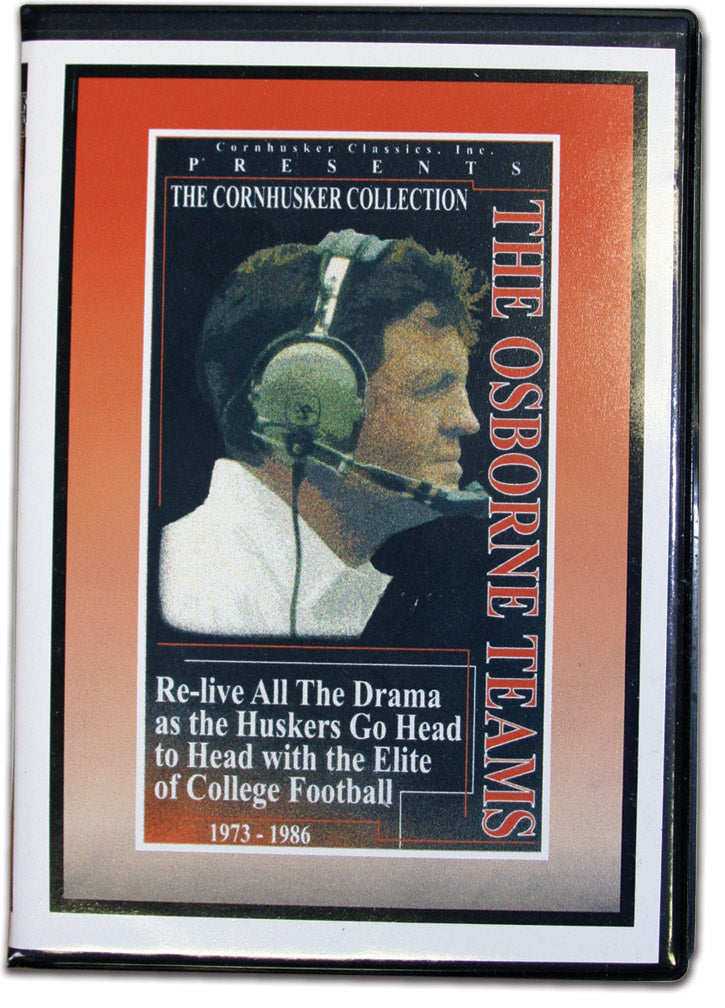 Cornhusker Classics, Inc.
PRESENTS
THE CORNHUSKER COLLECTION
THE OSBORNE TEAMS
Re-live All The Drama
as the Huskers Go Head
to Head with the Elite
of College Football
1973 - 1986